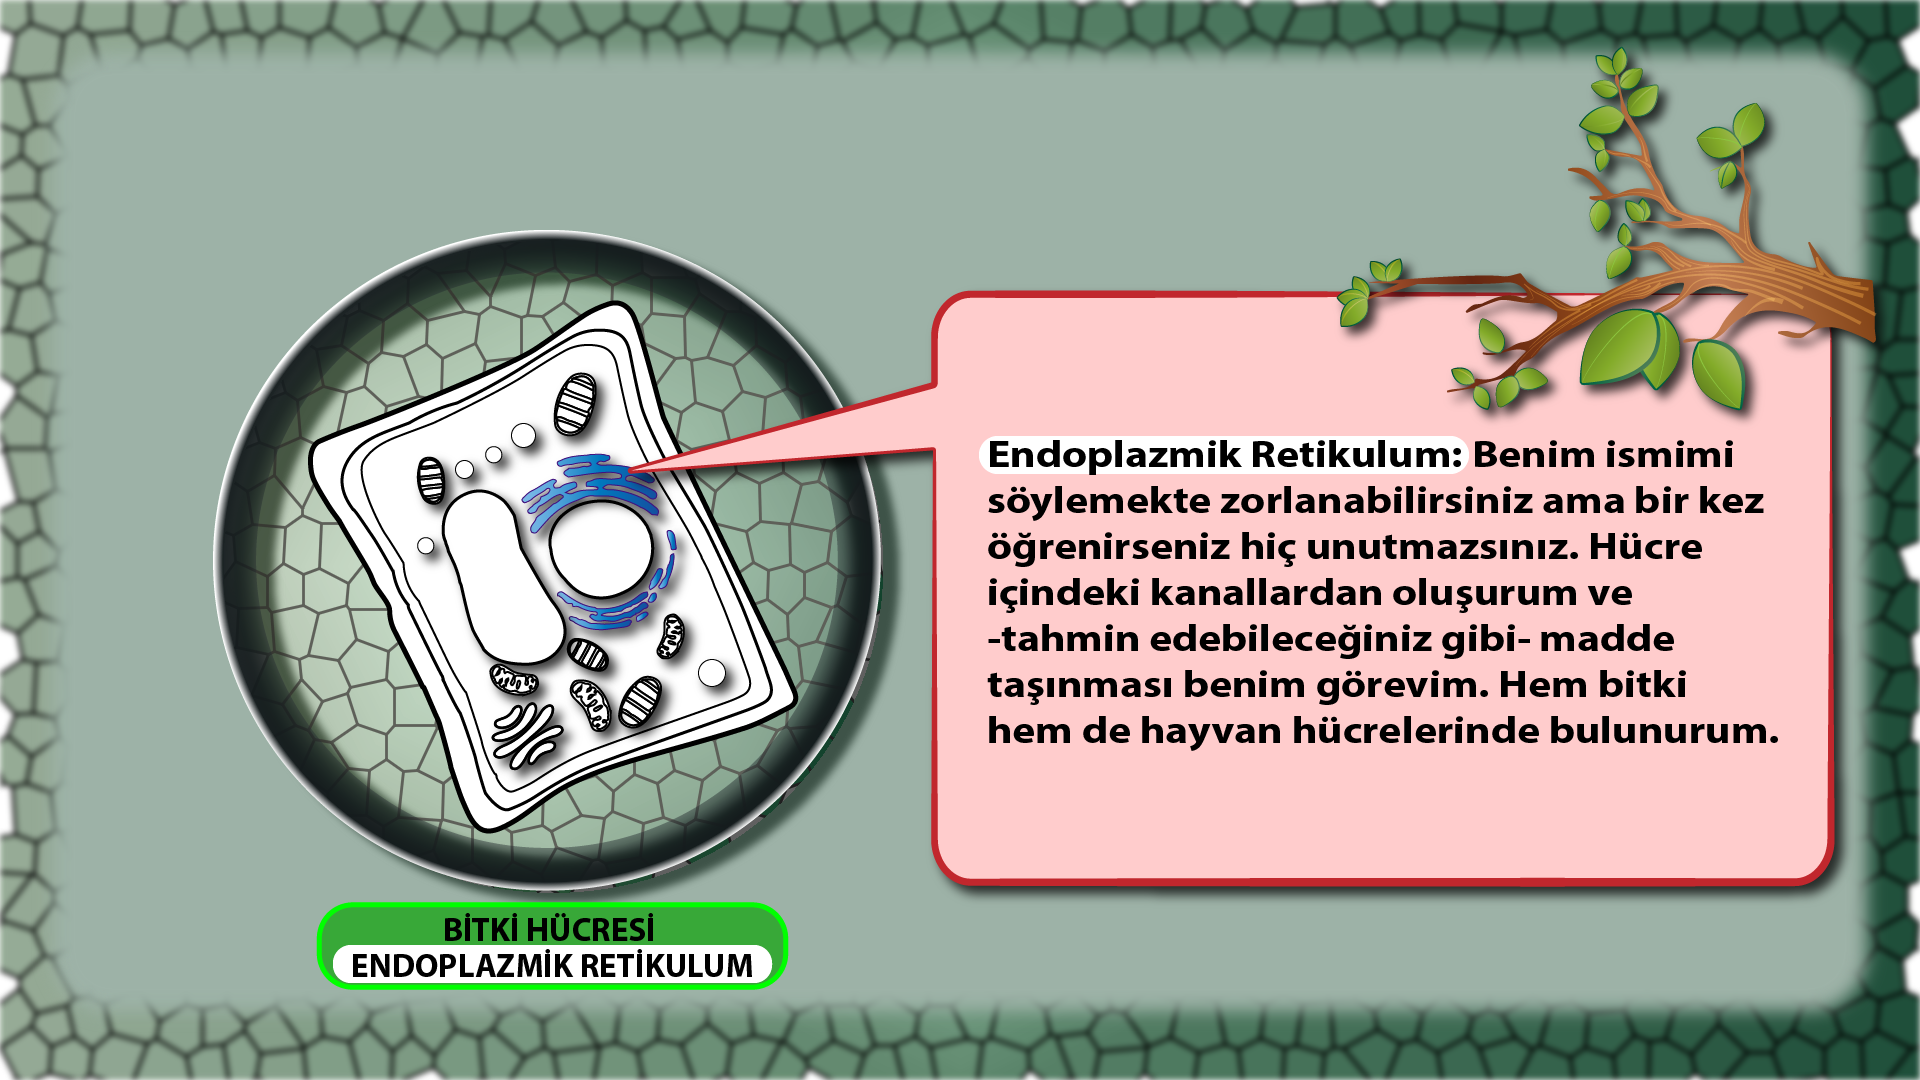 Endoplazmik Retikulum: Benim ismimi
söylemekte zorlanabilirsiniz ama bir kez
öğrenirseniz hiç unutmazsınız. Hücre
içindeki kanallardan oluşurum ve
-tahmin edebileceğiniz gibi- madde
taşınması benim görevim. Hem bitki
hem de hayvan hücrelerinde bulunurum.
BİTKİ HÜCRESİ
ENDOPLAZMİK RETİKULUM